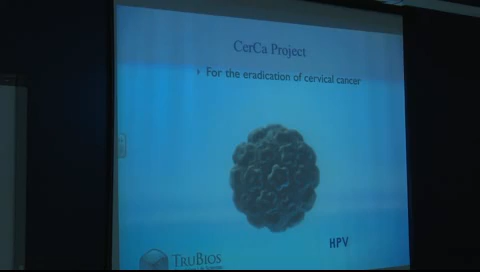 CerCa Project
For the eradication of cervical cancer
HPV
TRUBIOS